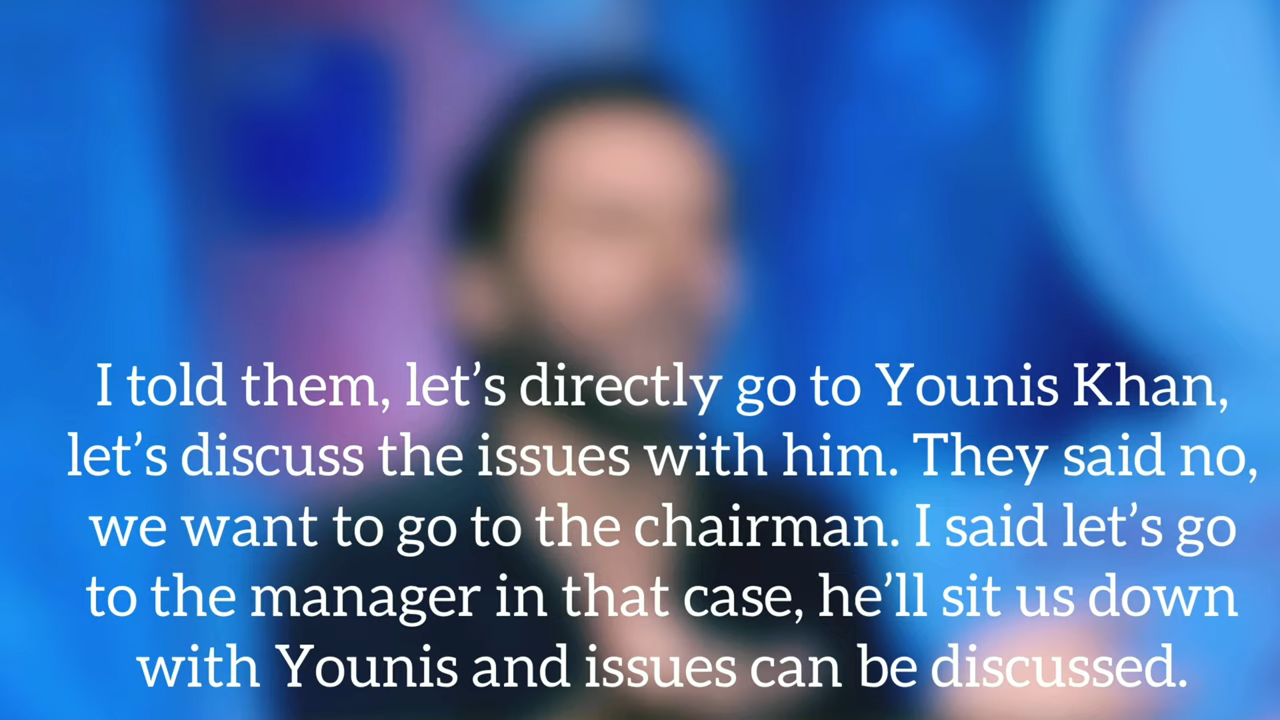 I told them, let’s directly go to Younis Khan,
let’s discuss the issues with him. They said no,
we want to go to the chairman. I said let’s go
to the manager in that case, he’ll sit us down
with Younis and issues can be discussed.